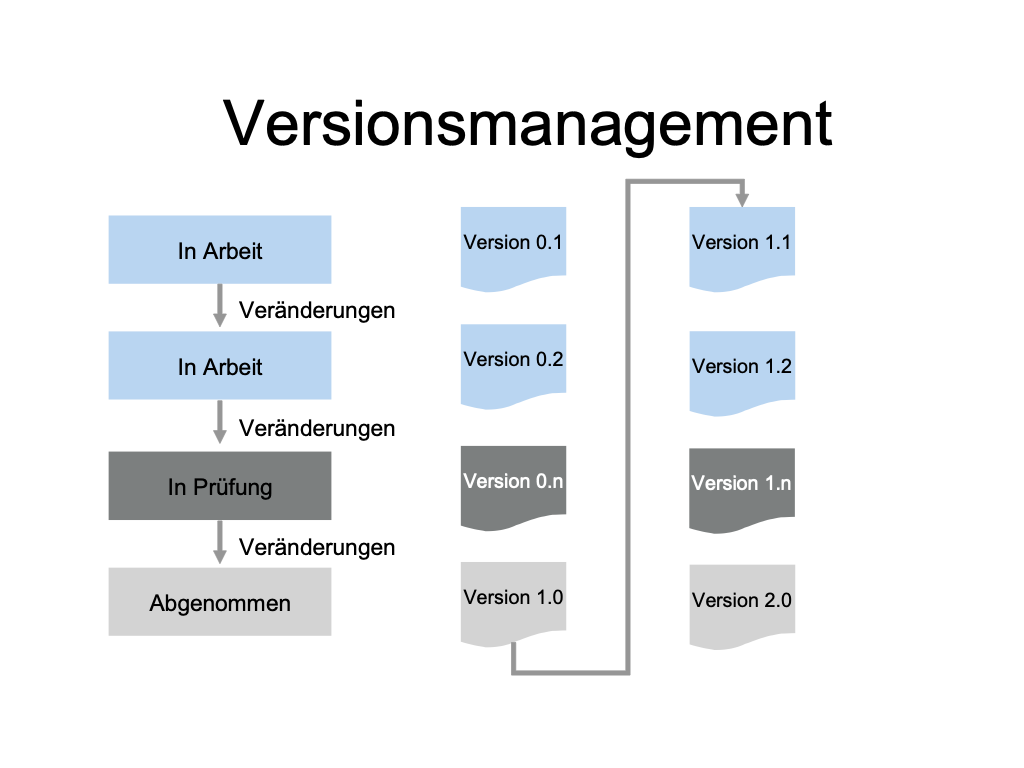 Versionsmanagement
In Arbeit
Veränderungen
In Arbeit
Veränderungen
In Prüfung
Veränderungen
Abgenommen
Version 0.1
Version 0.2
Version 0.n
Version 1.0
Version 1.1
Version 1.2
Version 1.n
Version 2.0